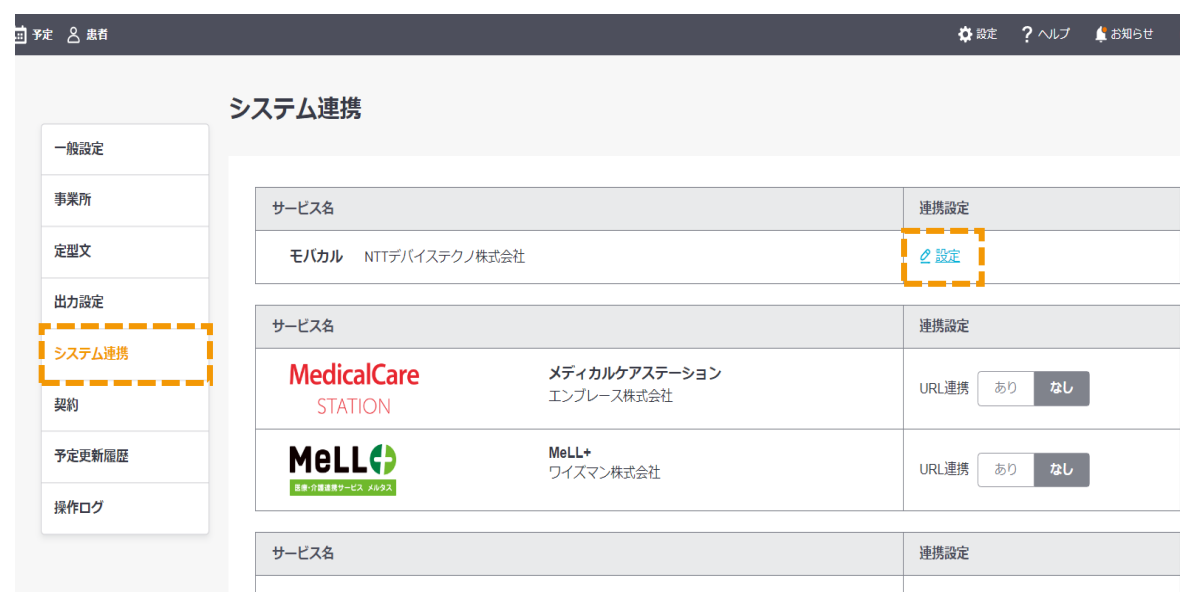 予定 患者 設定 ? ヘルプ お知らせ
システム連携
一般設定
事業所
定型文
出力設定
システム連携
契約
予定更新履歴
操作ログ
サービス名 連携設定
モバカル NTTデバイステクノ株式会社 設定
サービス名 連携設定
MedicalCare
STATION
メディカルケアステーション
エンブレース株式会社
URL連携 あり なし
MeLL+
医療・介護連携サービス メルタス
MeLL+
ワイズマン株式会社
URL連携 あり なし
サービス名 連携設定